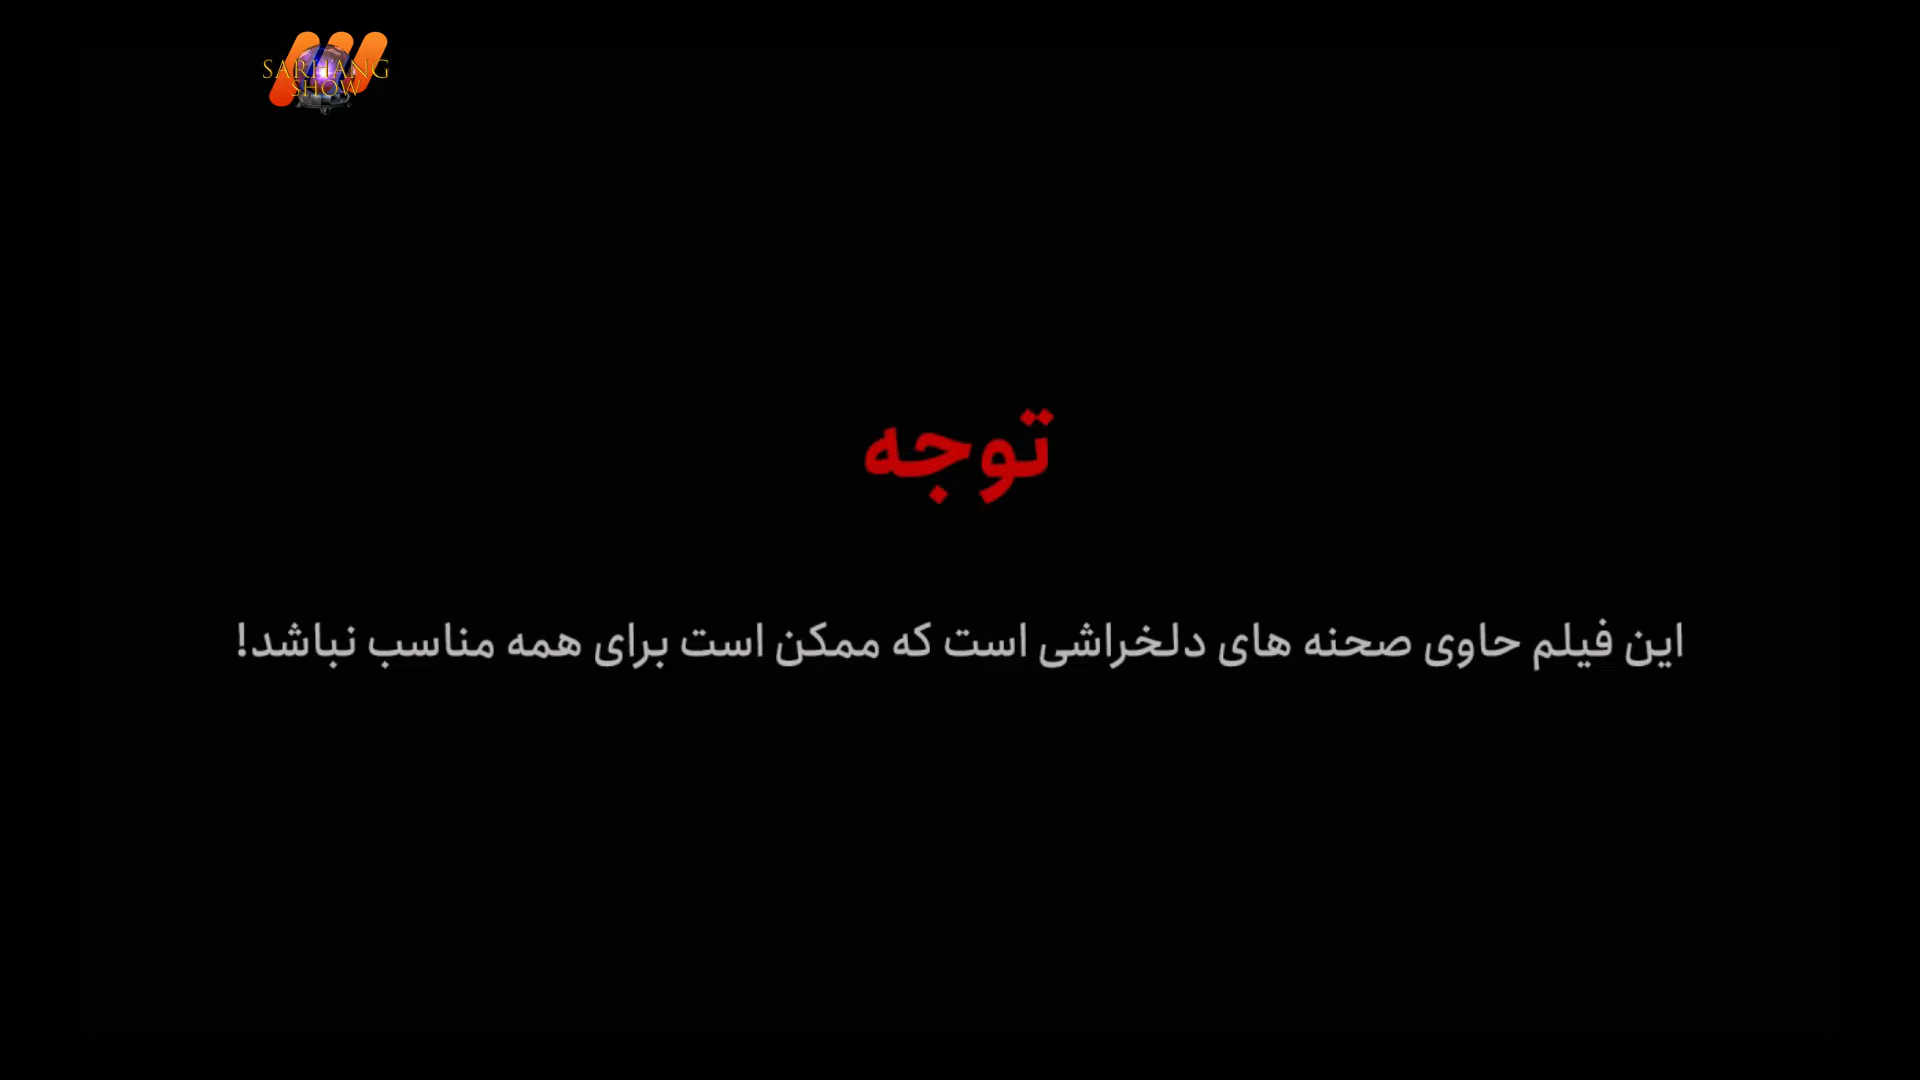 SARHANG
SHOW
توجه
این فیلم حاوی صحنه های دلخراشی است که ممکن است برای همه مناسب نباشد!